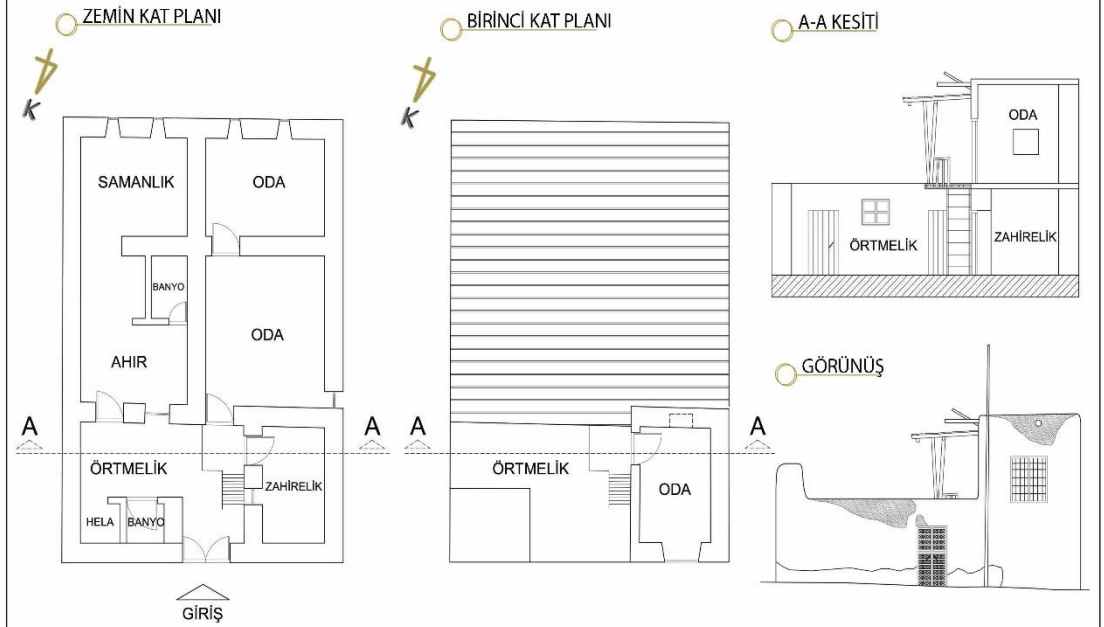 ZEMİN KAT PLANI
K
SAMANLIK
ODA
BANYO
ODA
AHIR
A
A
ÖRTMELİK
ZAHİRELİK
HELA
BANYO
GİRİŞ
BİRİNCİ KAT PLANI
K
A
A
ÖRTMELİK
ODA
A-A KESİTİ
ODA
ÖRTMELİK
ZAHİRELİK
GÖRÜNÜŞ